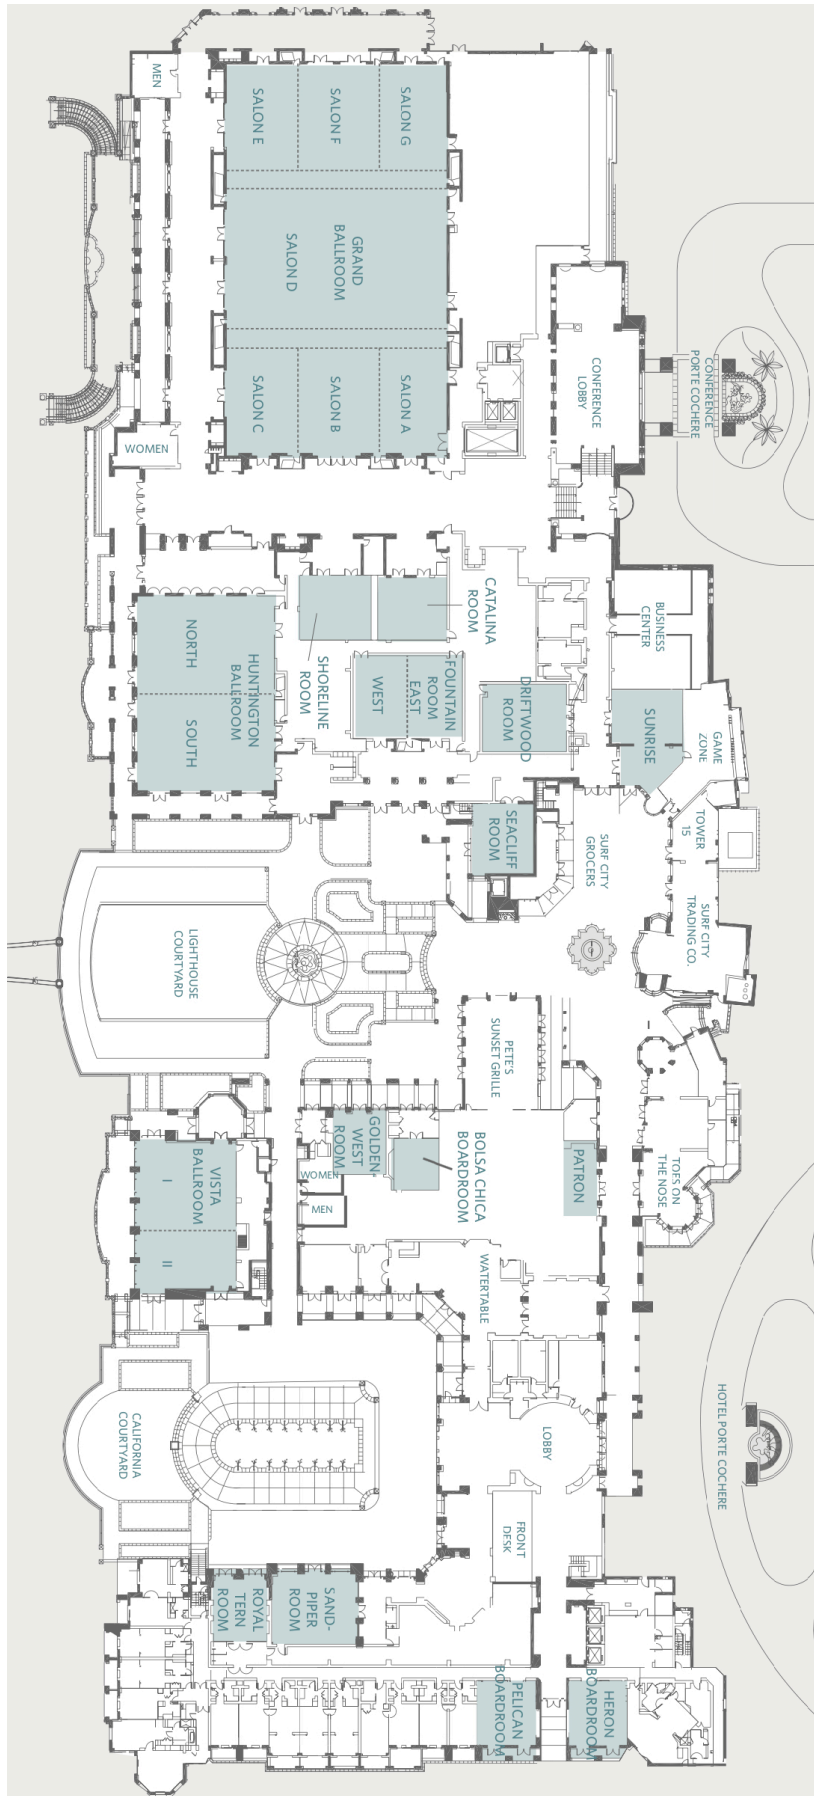 MEN
SALON E
SALON F
SALON G
GRAND
BALLROOM
SALON D
SALON C
SALON B
SALON A
WOMEN
CONFERENCE
LOBBY
CONFERENCE
PORTE COCHERE
BUSINESS
CENTER
CATALINA
ROOM
SHORELINE
ROOM
NORTH
HUNTINGTON
BALLROOM
SOUTH
FOUNTAIN
ROOM
EAST
WEST
DRIFTWOOD
ROOM
SUNRISE
GAME
ZONE
TOWER
15
SEACLIFF
ROOM
SURF CITY
GROCERS
SURF CITY
TRADING CO.
LIGHTHOUSE
COURTYARD
PETE'S
SUNSET GRILLE
GOLDEN
WEST
ROOM
BOLSA CHICA
BOARDROOM
PATRON
TOES ON
THE NOSE
WOMEN
MEN
VISTA
BALLROOM
I
II
WATERTABLE
HOTEL PORTE COCHERE
LOBBY
CALIFORNIA
COURTYARD
FRONT
DESK
ROYAL
TERN
ROOM
SAND-
PIPER
ROOM
PELICAN
BOARDROOM
HERON
BOARDROOM